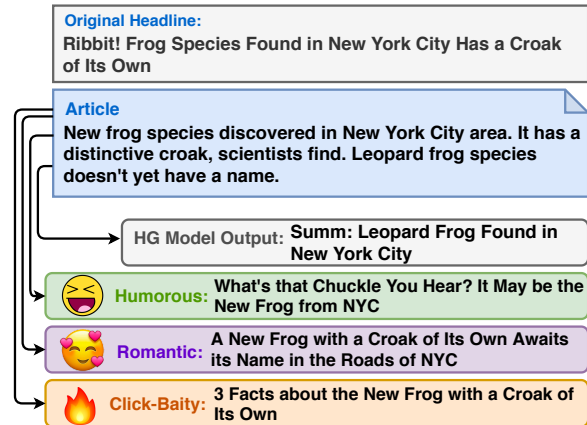 Original Headline:
Ribbit! Frog Species Found in New York City Has a Croak
of Its Own
Article
New frog species discovered in New York City area. It has a
distinctive croak, scientists find. Leopard frog species
doesn't yet have a name.
HG Model Output: Summ: Leopard Frog Found in
New York City
Humorous: What's that Chuckle You Hear? It May be the
New Frog from NYC
Romantic: A New Frog with a Croak of Its Own Awaits
its Name in the Roads of NYC
Click-Baity: 3 Facts about the New Frog with a Croak of
Its Own